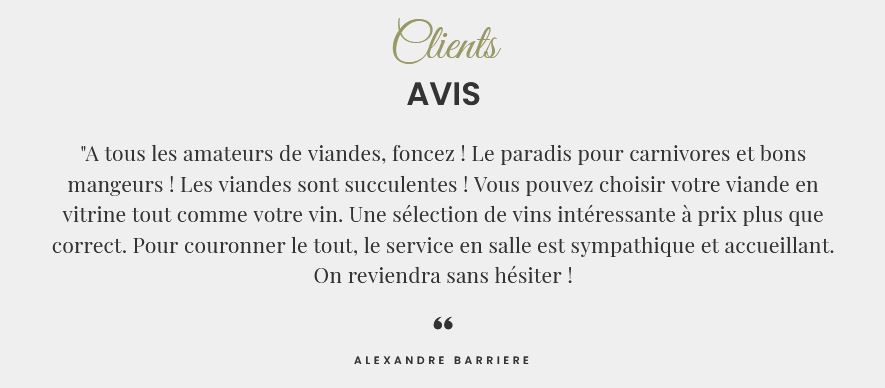 Clients
AVIS
"A tous les amateurs de viandes, foncez ! Le paradis pour carnivores et bons
mangeurs ! Les viandes sont succulentes ! Vous pouvez choisir votre viande en
vitrine tout comme votre vin. Une sélection de vins intéressante à prix plus que
correct. Pour couronner le tout, le service en salle est sympathique et accueillant.
On reviendra sans hésiter !
❝
ALEXANDRE BARRIERE